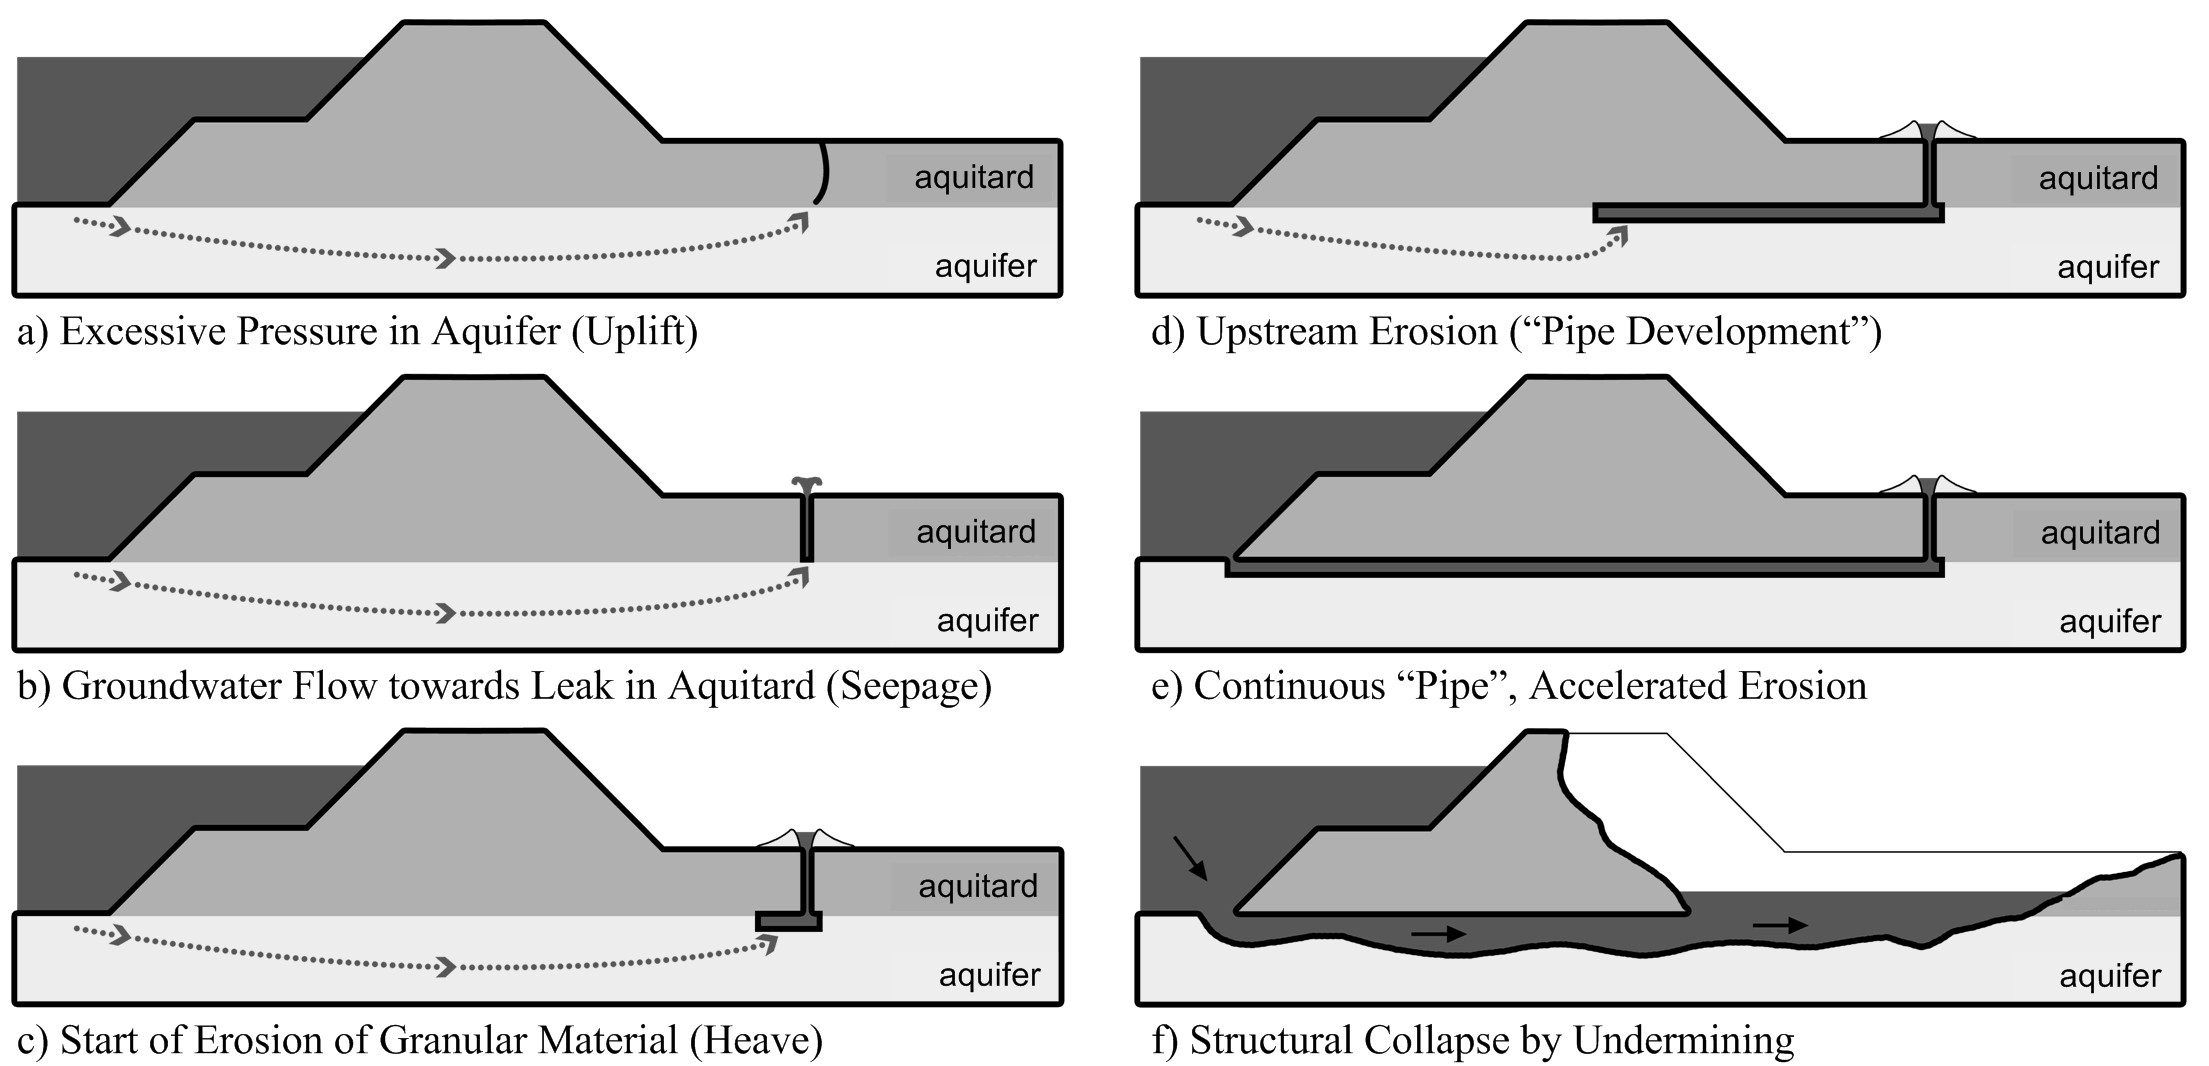 aquitard
aquifer
a) Excessive Pressure in Aquifer (Uplift)
aquitard
aquifer
b) Groundwater Flow towards Leak in Aquitard (Seepage)
aquitard
aquifer
c) Start of Erosion of Granular Material (Heave)
aquitard
aquifer
d) Upstream Erosion (“Pipe Development”)
aquitard
aquifer
e) Continuous “Pipe”, Accelerated Erosion
aquifer
f) Structural Collapse by Undermining